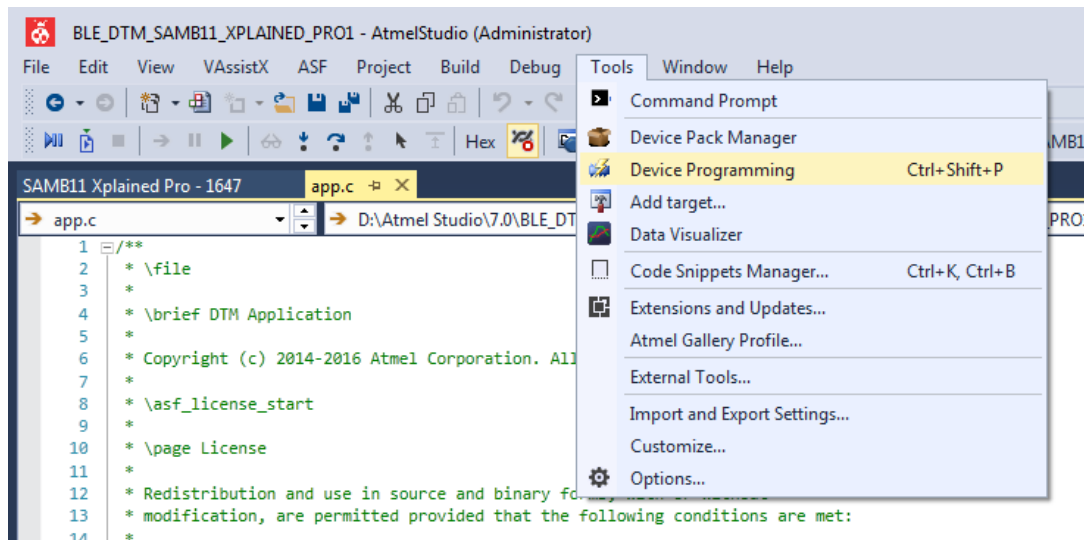 BLE_DTM_SAMB11_XPLAINED_PRO1 - AtmelStudio (Administrator)
File Edit View VAssistX ASF Project Build Debug Tools Window Help
Command Prompt
Device Pack Manager
Hex
MB1
Device Programming Ctrl+Shift+P
SAMB11 Xplained Pro - 1647 app.c
Add target...
app.c D:\Atmel Studio\7.0\BLE_DT
PRO1
Data Visualizer
1 /**
2 * \file
Code Snippets Manager... Ctrl+K, Ctrl+B
3 *
4 * \brief DTM Application
Extensions and Updates...
5 *
Atmel Gallery Profile...
6 * Copyright (c) 2014-2016 Atmel Corporation. All
7 *
External Tools...
8 * \asf_license_start
9 *
Import and Export Settings...
10 * \page License
Customize...
11 *
Options...
12 * Redistribution and use in source and binary
13 * modification, are permitted provided that the following conditions are met:
14 *